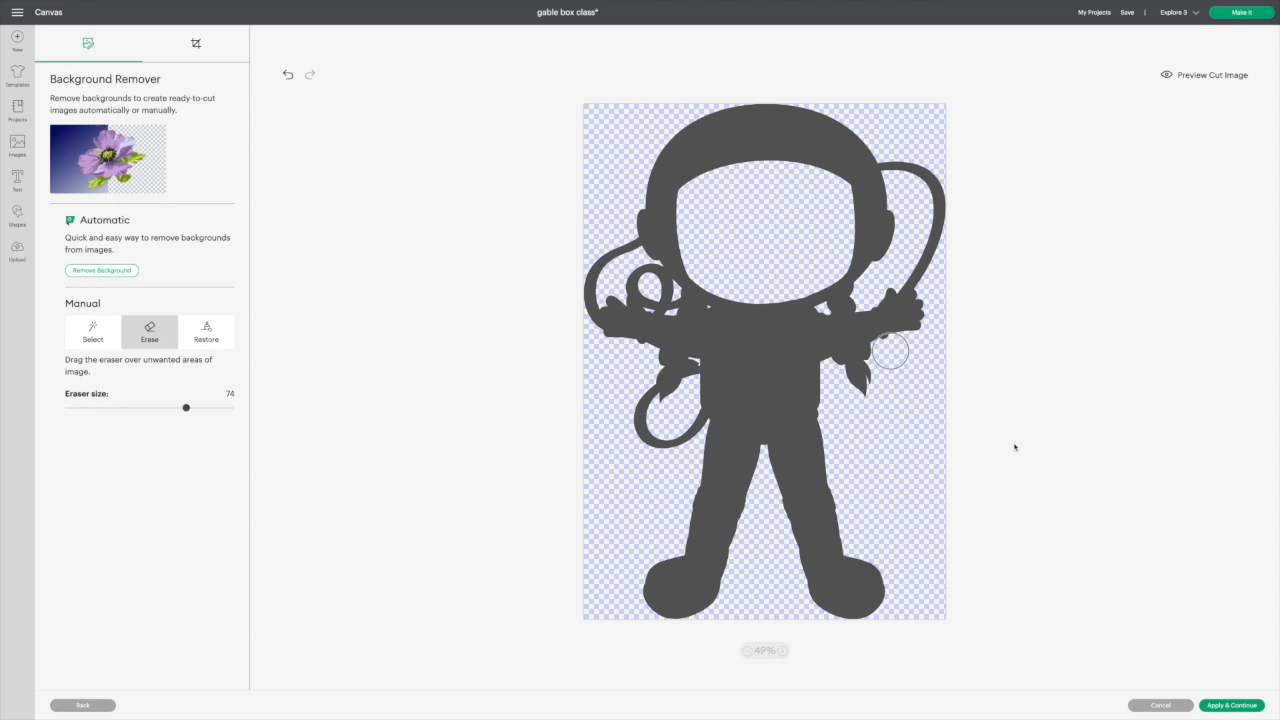 Canvas
gable box class*
My Projects
Save
Explore 3
Make It
New
Templates
Projects
Images
Text
Shapes
Upload
Background Remover
Remove backgrounds to create ready-to-cut
images automatically or manually.
Automatic
Quick and easy way to remove backgrounds
from images.
Remove Background
Manual
Select
Erase
Restore
Drag the eraser over unwanted areas of
image.
Eraser size:
74
Preview Cut Image
49%
Back
Cancel
Apply & Continue